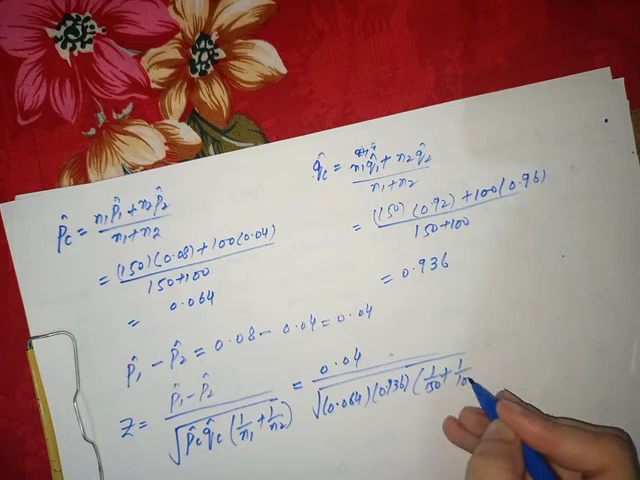 p̂c = (n1p̂1 + n2p̂2) / (n1+n2)
= ((150)(0.08) + 100(0.04)) / (150+100)
= 0.064
q̂c = (n1q̂1 + n2q̂2) / (n1+n2)
= ((150)(0.92) + 100(0.96)) / (150+100)
= 0.936
p̂1 − p̂2 = 0.08 − 0.04 = 0.04
Z = (p̂1 − p̂2) / √(p̂c q̂c (1/n1 + 1/n2)) = 0.04 / √((0.064)(0.936)(1/150 + 1/10